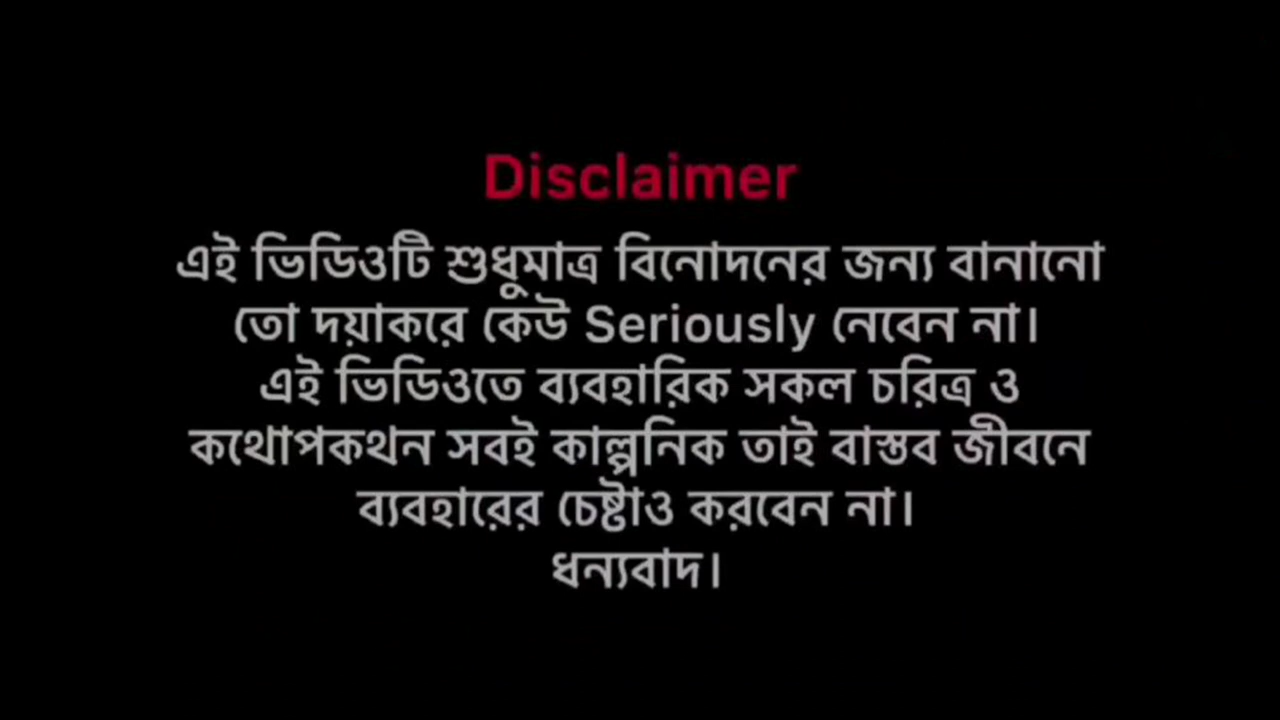 Disclaimer
এই ভিডিওটি শুধুমাত্র বিনোদনের জন্য বানানো
তো দয়াকরে কেউ Seriously নেবেন না।
এই ভিডিওতে ব্যবহারিক সকল চরিত্র ও
কথোপকথন সবই কাল্পনিক তাই বাস্তব জীবনে
ব্যবহারের চেষ্টাও করবেন না।
ধন্যবাদ।